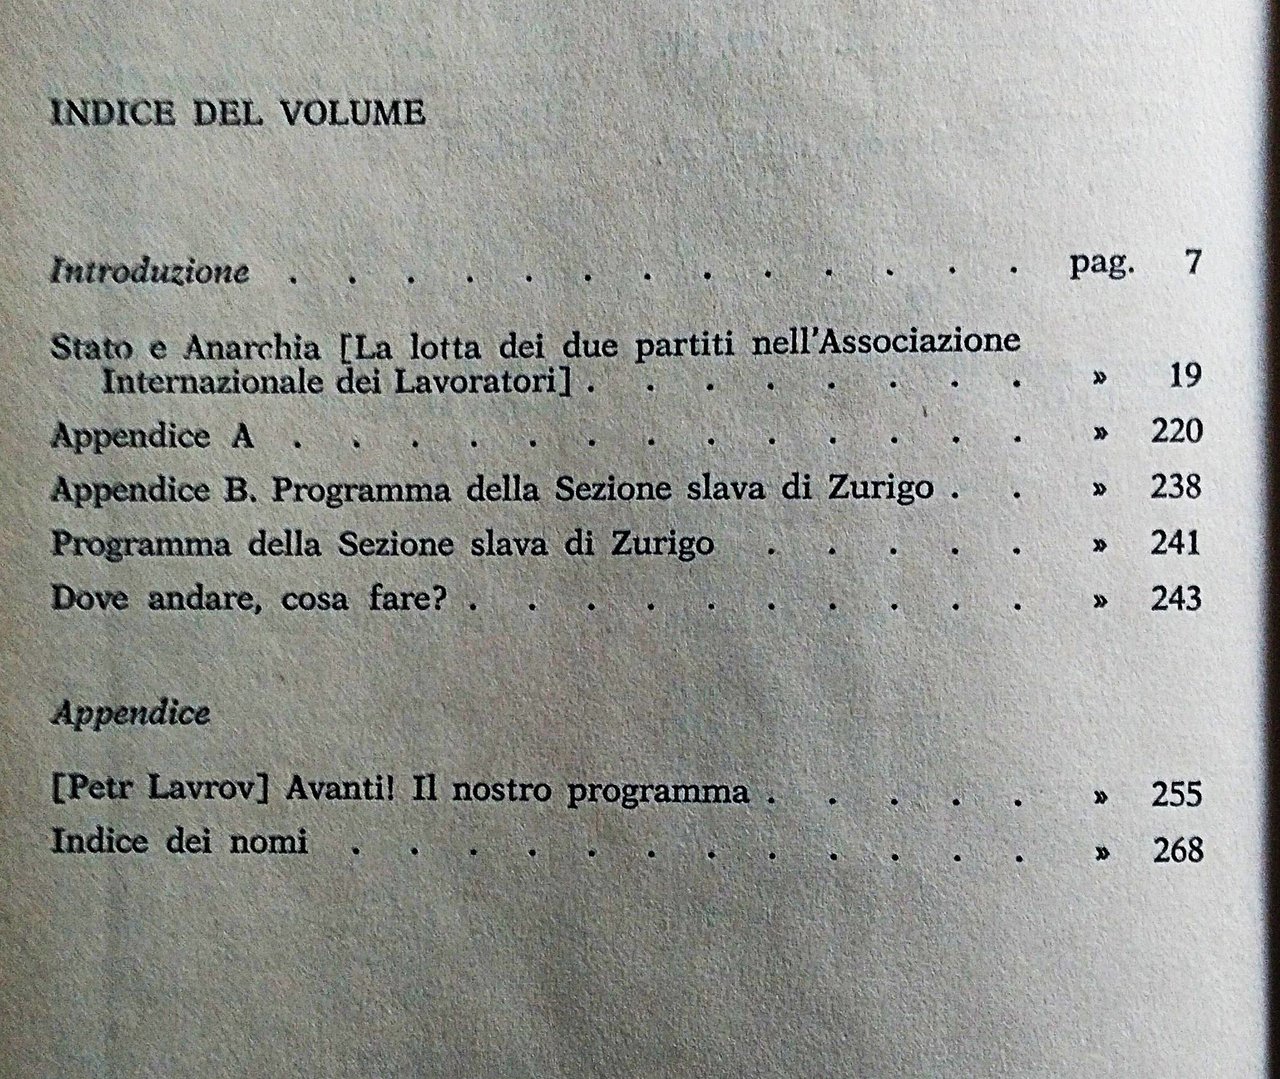 INDICE DEL VOLUME
Introduzione . . . . . . . . . . . . . pag. 7
Stato e Anarchia [La lotta dei due partiti nell'Associazione
Internazionale dei Lavoratori] . . . . . . . . » 19
Appendice A . . . . . . . . . . . . . » 220
Appendice B. Programma della Sezione slava di Zurigo . . » 238
Programma della Sezione slava di Zurigo . . . . . » 241
Dove andare, cosa fare? . . . . . . . . . . » 243
Appendice
[Petr Lavrov] Avanti! Il nostro programma . . . . . » 255
Indice dei nomi . . . . . . . . . . . . » 268